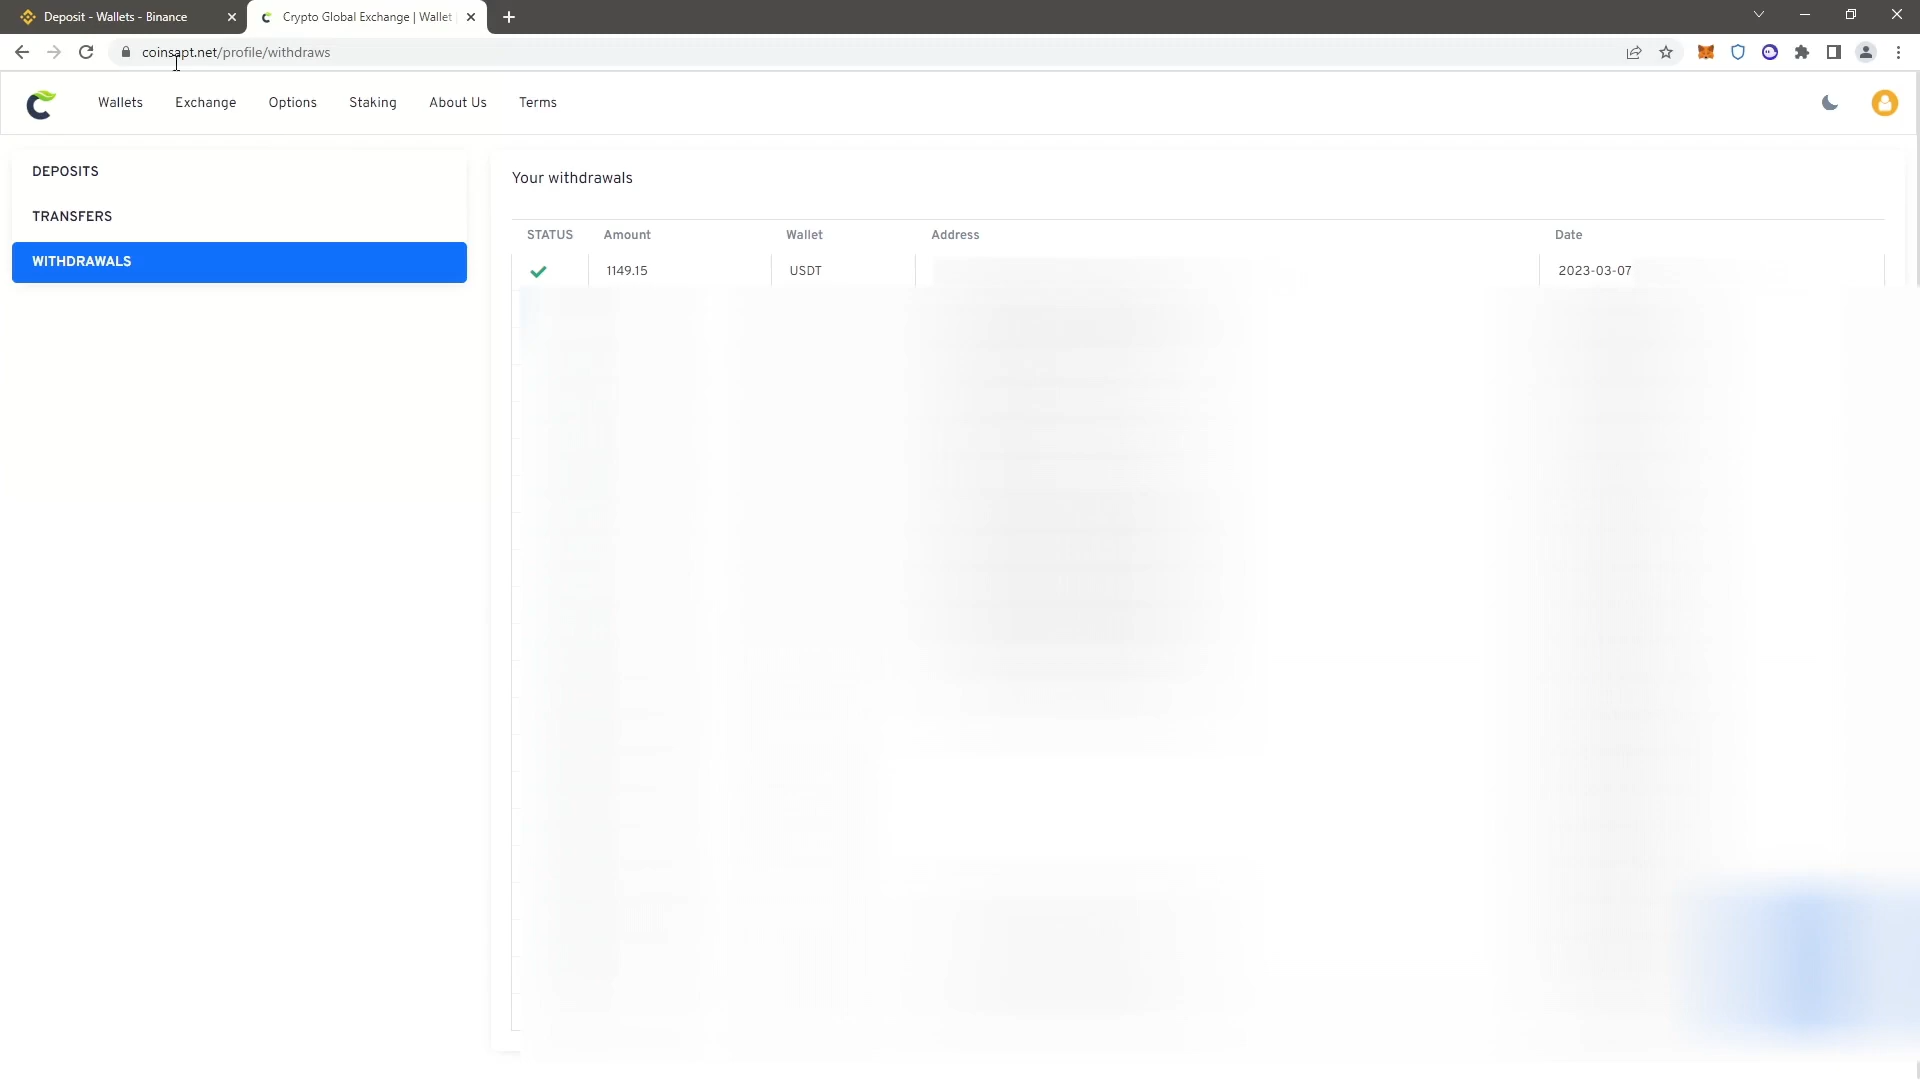 Deposit - Wallets - Binance
Crypto Global Exchange | Wallet
coinsapt.net/profile/withdraws
Wallets Exchange Options Staking About Us Terms
DEPOSITS
TRANSFERS
WITHDRAWALS
Your withdrawals
STATUS Amount Wallet Address Date
1149.15 USDT 2023-03-07